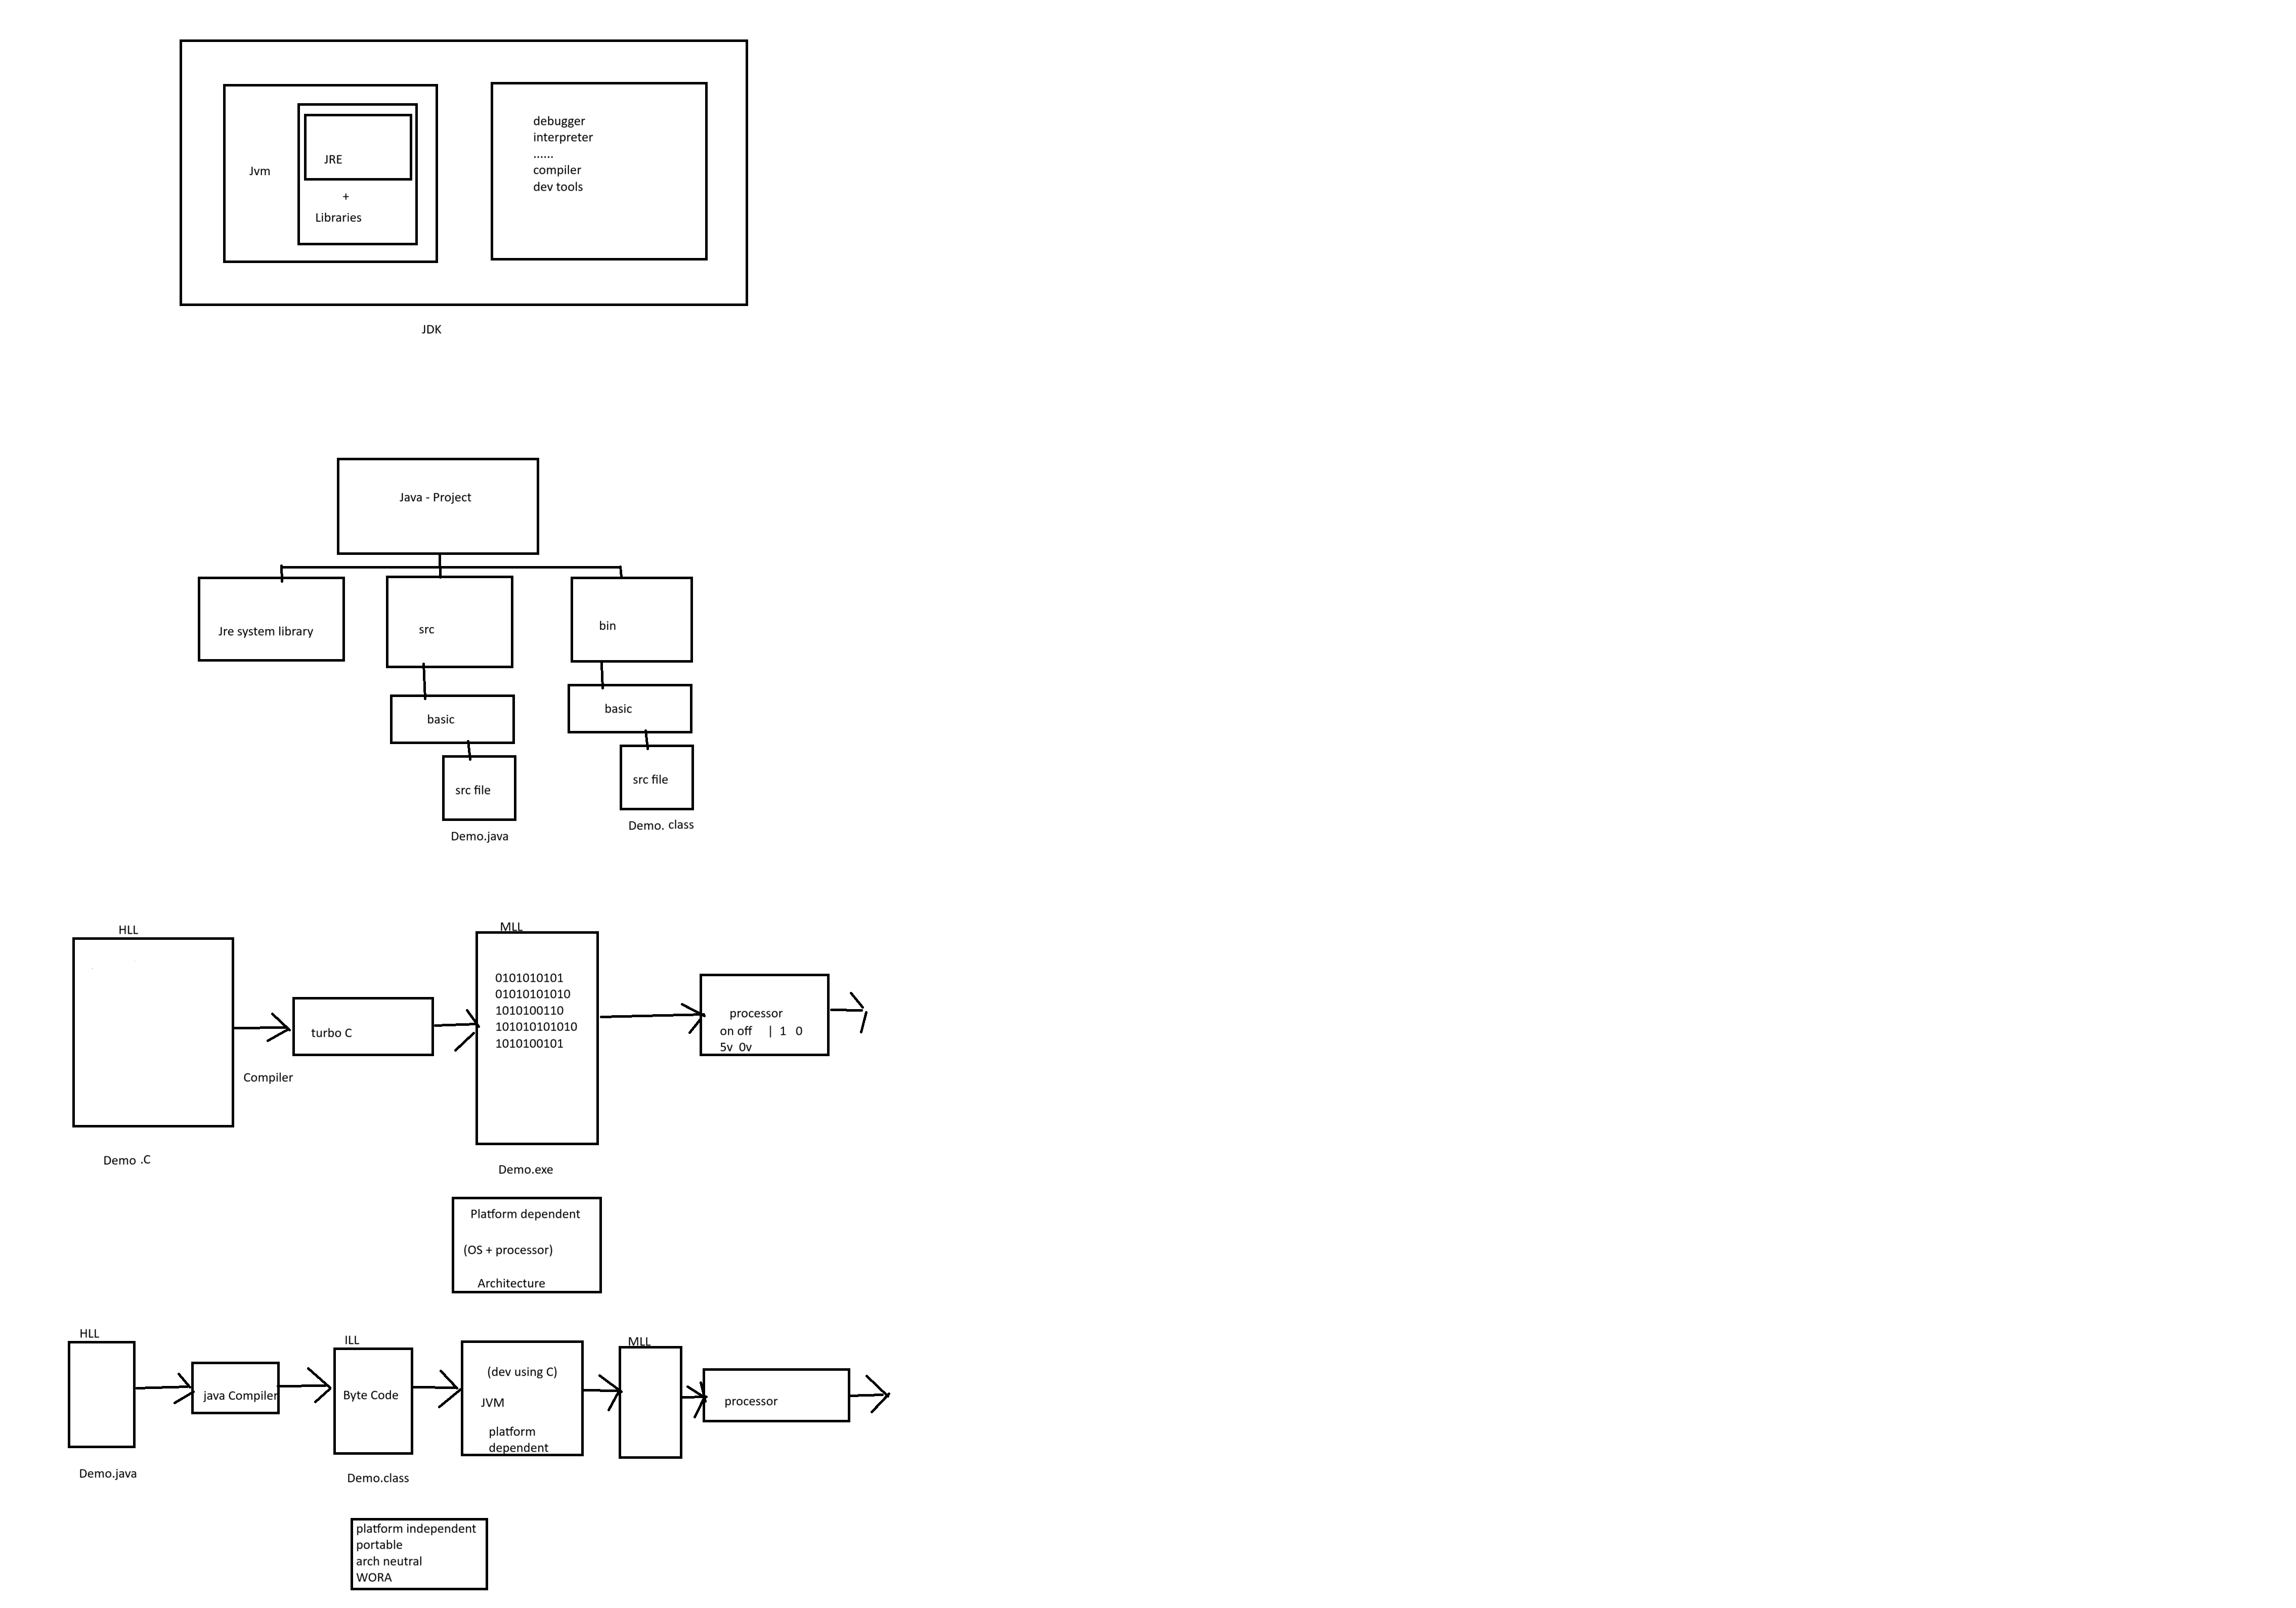 debugger
interpreter
......
compiler
dev tools
JRE
Jvm
+
Libraries
JDK
Java - Project
Jre system library
src
bin
basic
basic
src file
src file
Demo.java
Demo. class
HLL
MLL
0101010101
01010101010
1010100110
101010101010
1010100101
turbo C
processor
on off | 1 0
5v 0v
Compiler
Demo .C
Demo.exe
Platform dependent
(OS + processor)
Architecture
HLL
ILL
MLL
java Compiler
Byte Code
(dev using C)
JVM
platform
dependent
processor
Demo.java
Demo.class
platform independent
portable
arch neutral
WORA